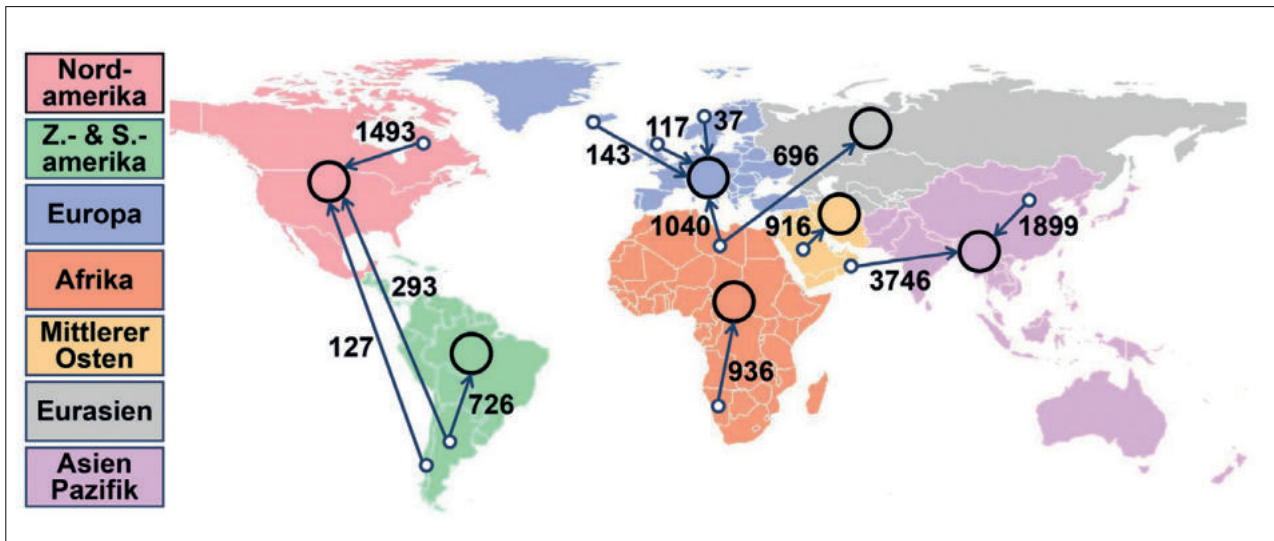 Nord-
amerika
Z.- & S.-
amerika
Europa
Afrika
Mittlerer
Osten
Eurasien
Asien
Pazifik
1493
117
37
143
696
1040
916
1899
3746
293
127
936
726